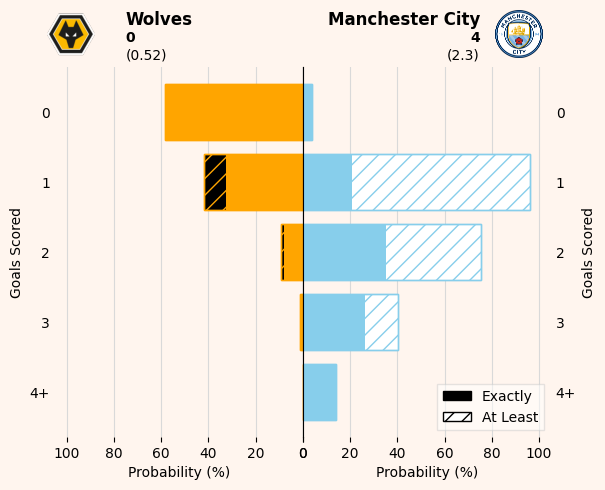 Wolves
0
(0.52)
Manchester City
4
(2.3)
Goals Scored
0
1
2
3
4+
0
1
2
3
4+
Goals Scored
Exactly
At Least
100 80 60 40 20 0
0 20 40 60 80 100
Probability (%)
Probability (%)